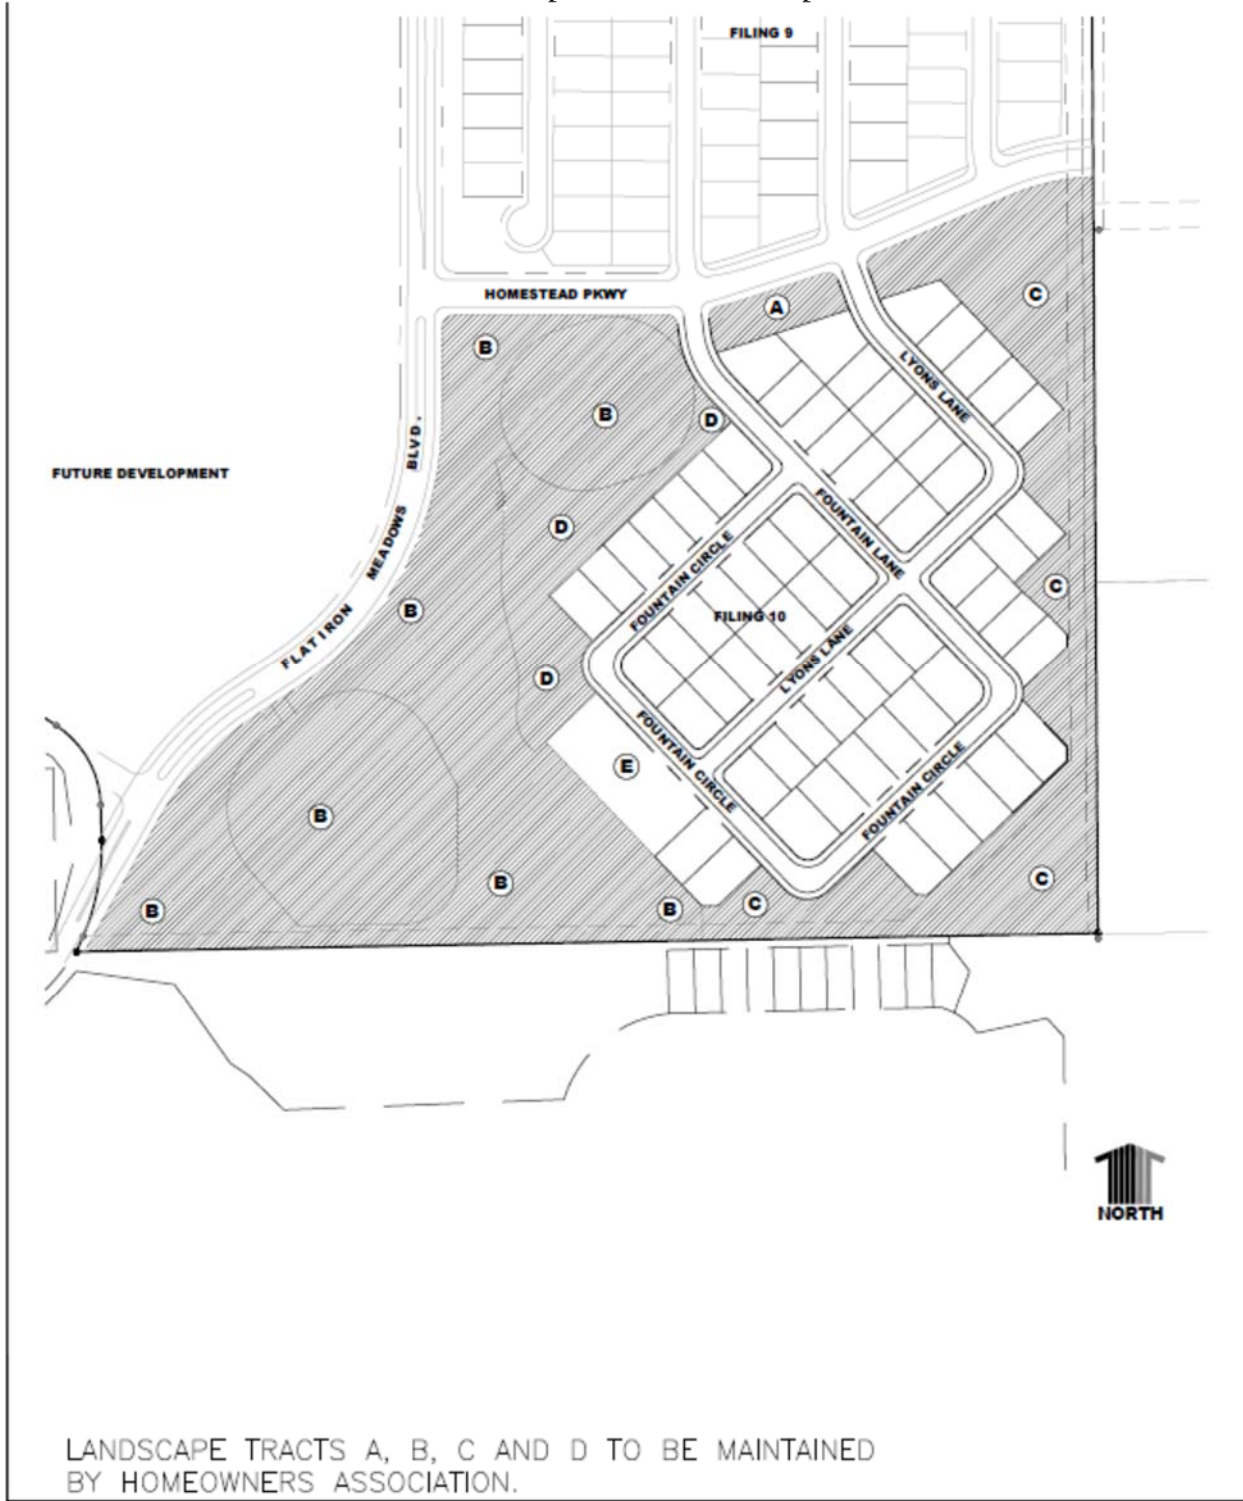 FILING 9
HOMESTEAD PKWY
C
A
B
LYONS LANE
B
D
BLVD.
FUTURE DEVELOPMENT
FOUNTAIN LANE
D
MEADOWS
FOUNTAIN CIRCLE
C
B
FILING 10
FLATIRON
LYONS LANE
D
FOUNTAIN CIRCLE
E
FOUNTAIN CIRCLE
B
C
B
B
B
C
NORTH
LANDSCAPE TRACTS A, B, C AND D TO BE MAINTAINED
BY HOMEOWNERS ASSOCIATION.